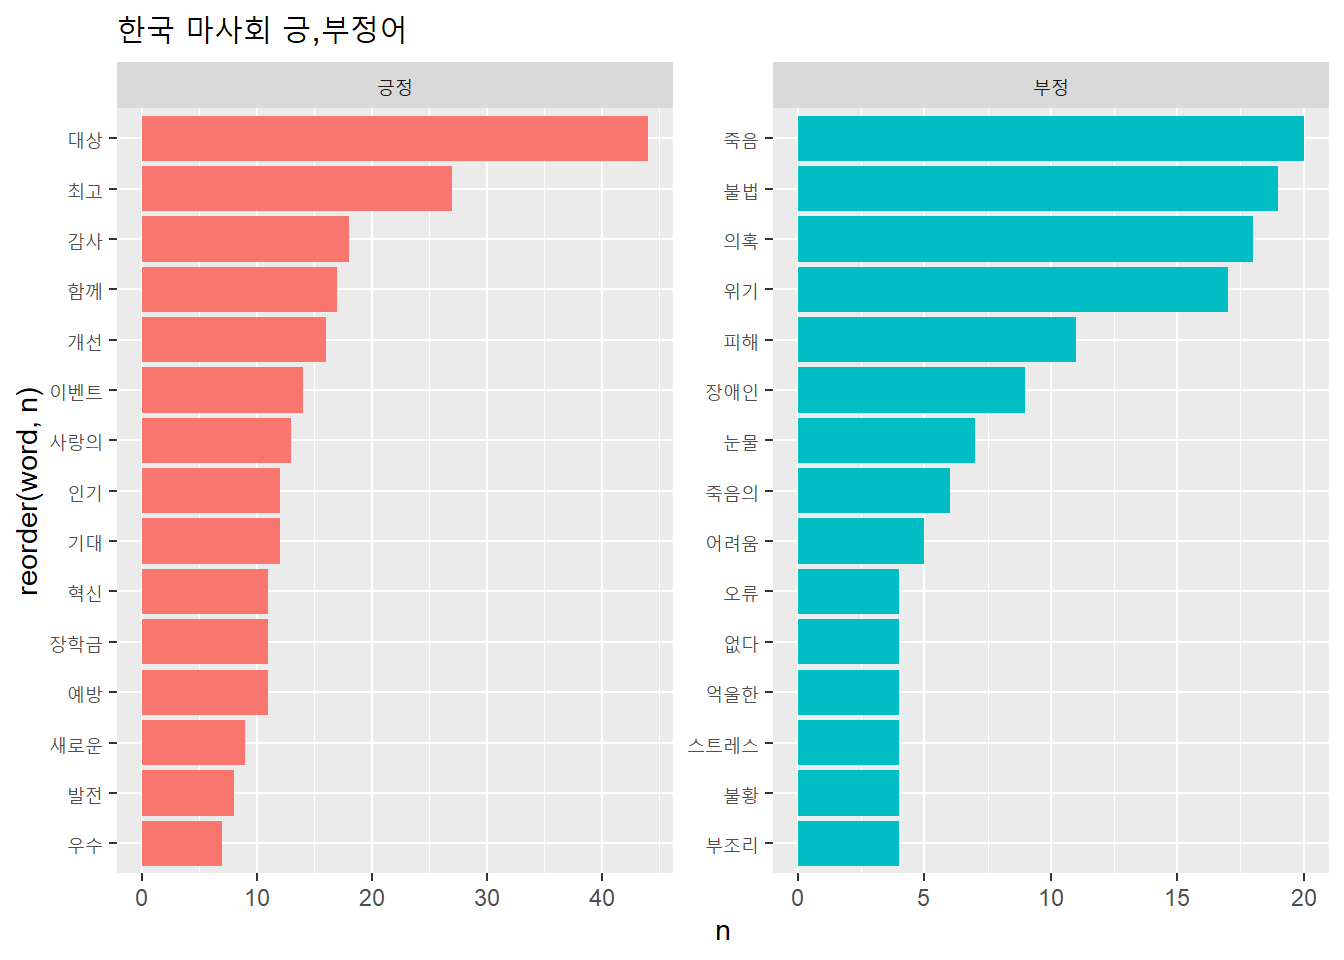 한국 마사회 긍,부정어
긍정
대상
최고
감사
함께
개선
이벤트
사랑의
인기
기대
혁신
장학금
예방
새로운
발전
우수
0 10 20 30 40
부정
죽음
불법
의혹
위기
피해
장애인
눈물
죽음의
어려움
오류
없다
억울한
스트레스
불황
부조리
0 5 10 15 20
reorder(word, n)
n